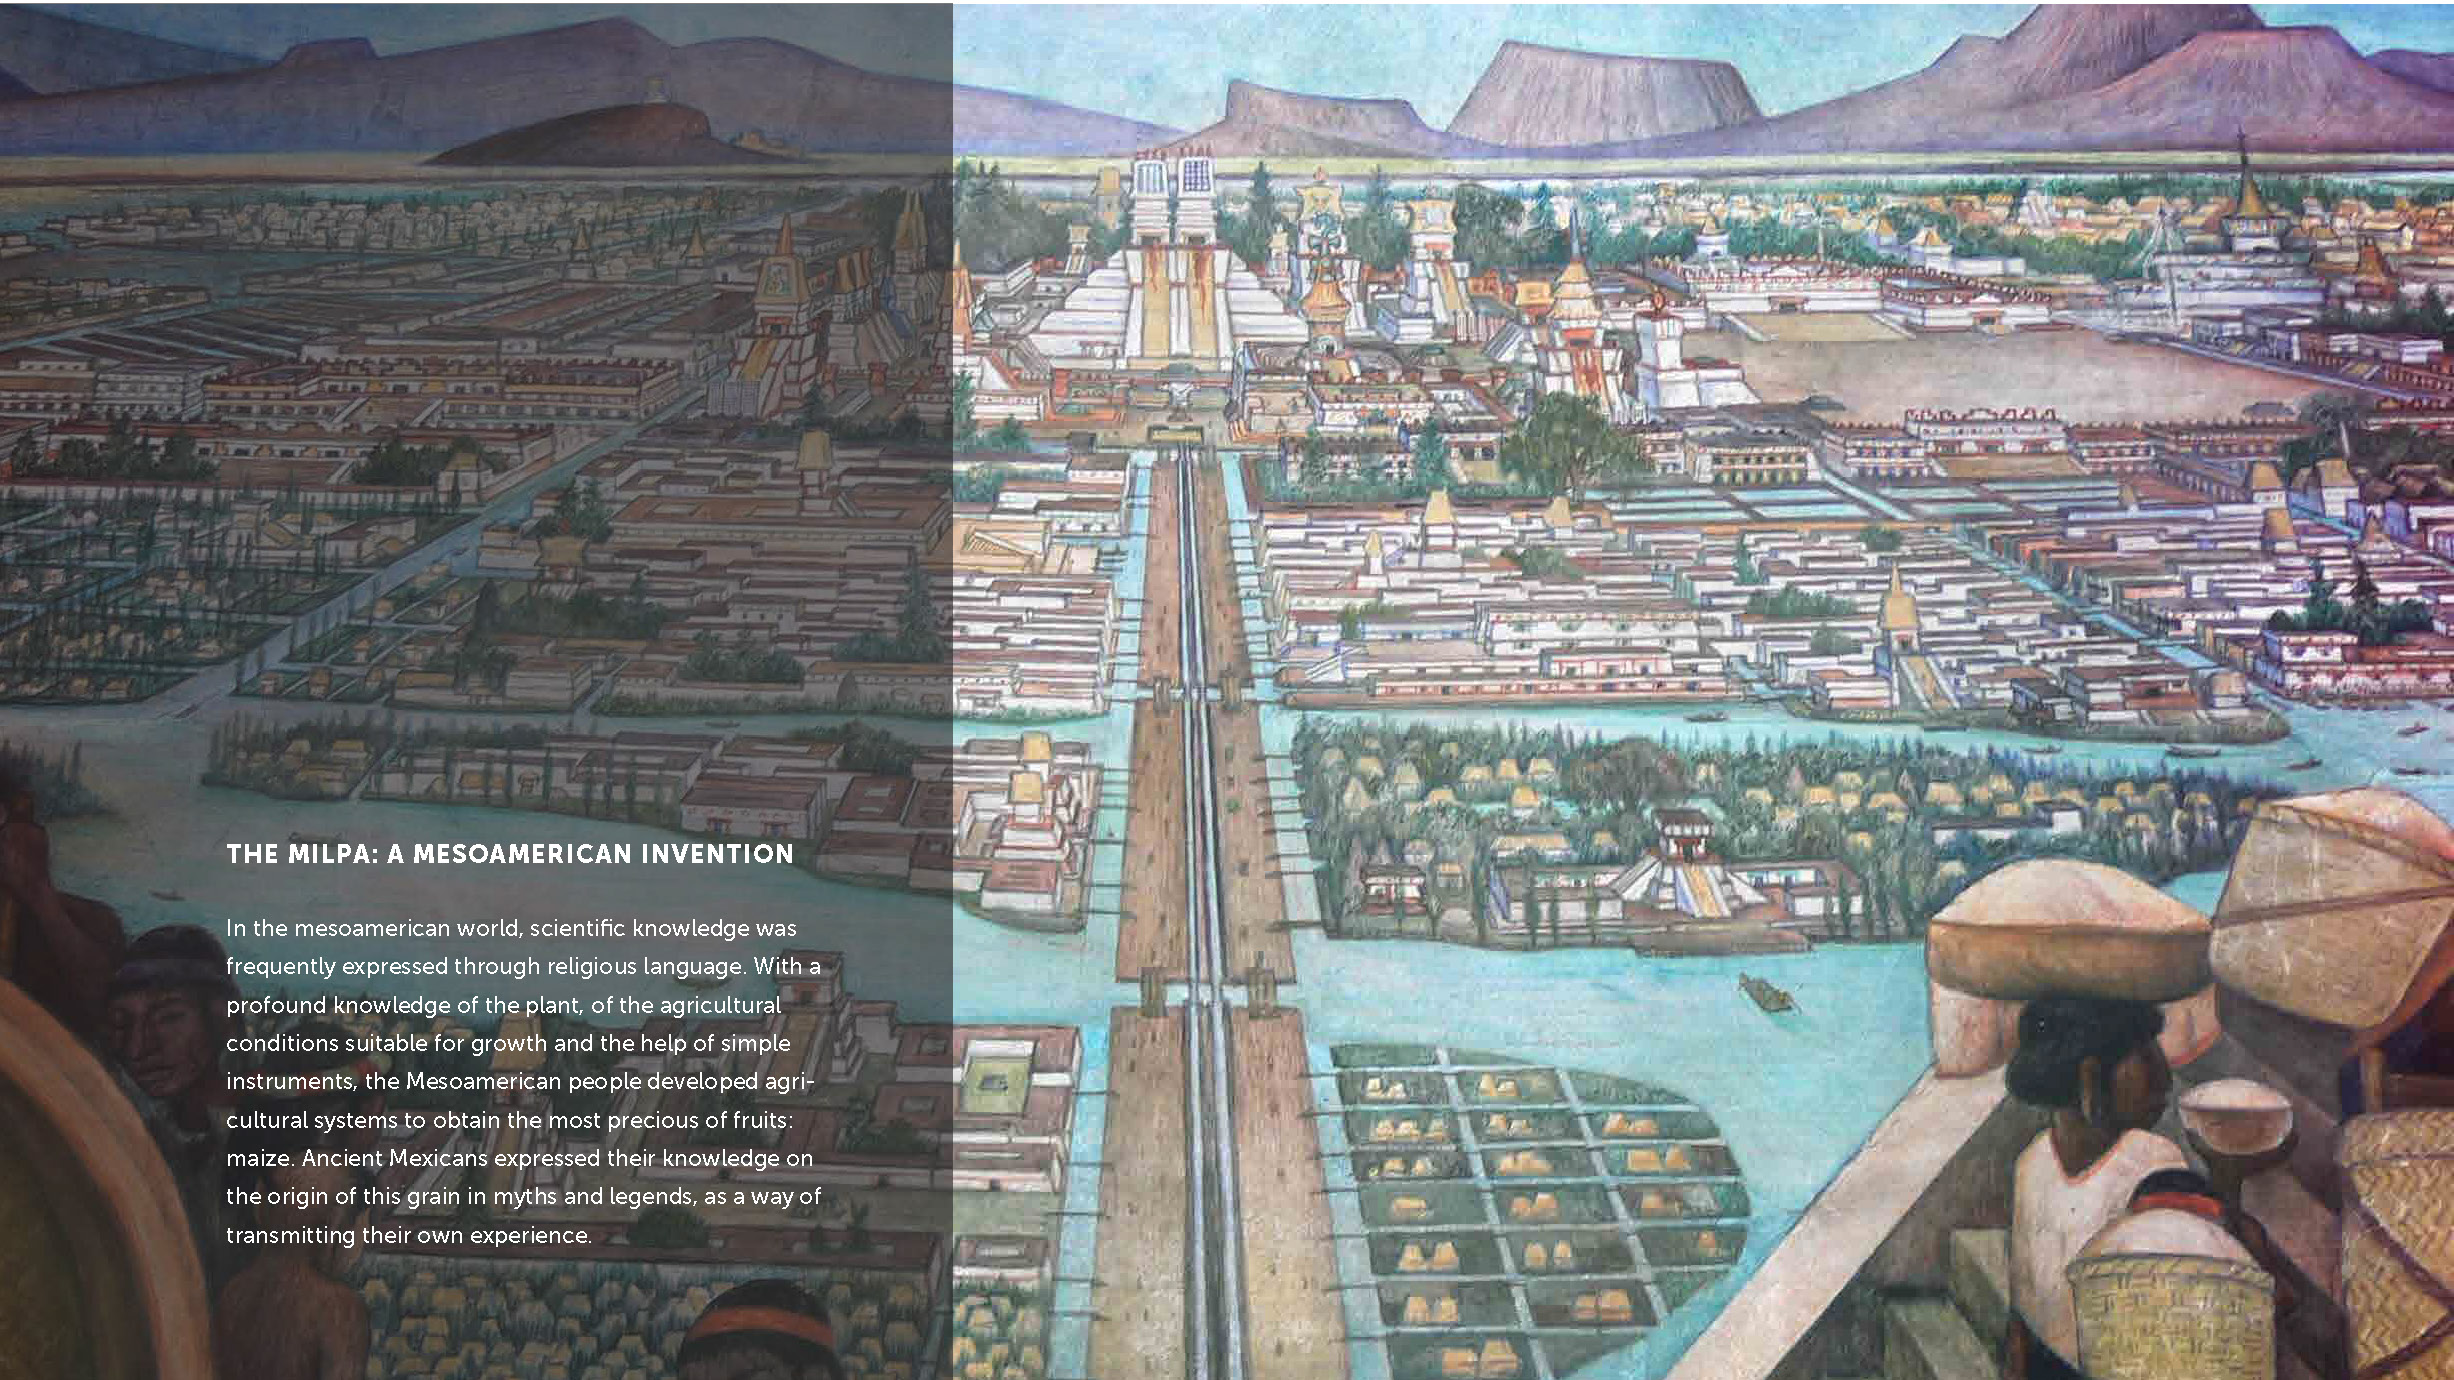 THE MILPA: A MESOAMERICAN INVENTION
In the mesoamerican world, scientific knowledge was
frequently expressed through religious language. With a
profound knowledge of the plant, of the agricultural
conditions suitable for growth and the help of simple
instruments, the Mesoamerican people developed agri-
cultural systems to obtain the most precious of fruits:
maize. Ancient Mexicans expressed their knowledge on
the origin of this grain in myths and legends, as a way of
transmitting their own experience.